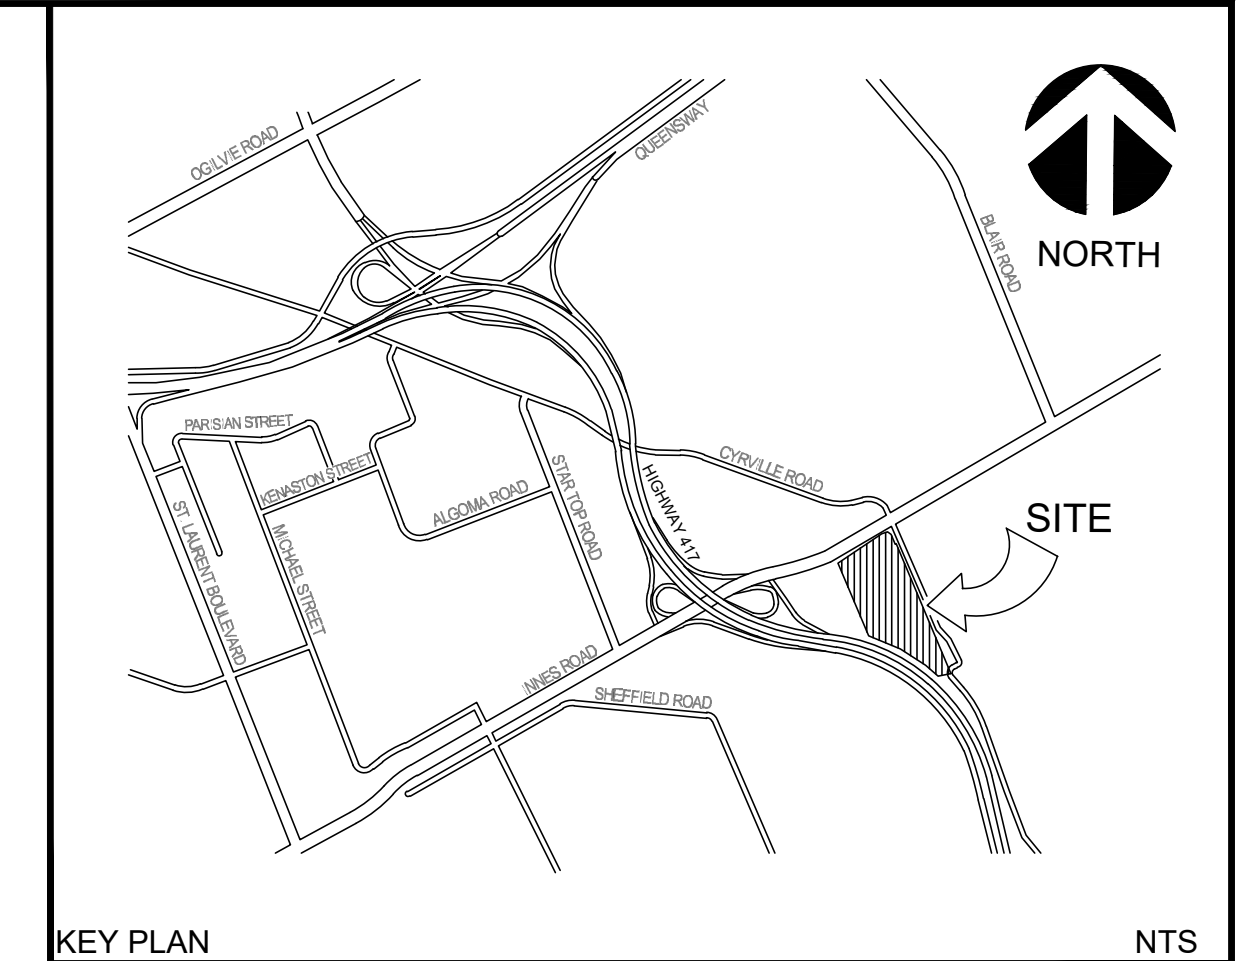 OGILVIE ROAD
QUEENSWAY
BLAIR ROAD
NORTH
PARISIAN STREET
KENASTON STREET
CYRVILLE ROAD
STAR TOP ROAD
HIGHWAY 417
ALGOMA ROAD
ST. LAURENT BOULEVARD
MICHAEL STREET
SITE
INNES ROAD
SHEFFIELD ROAD
KEY PLAN
NTS